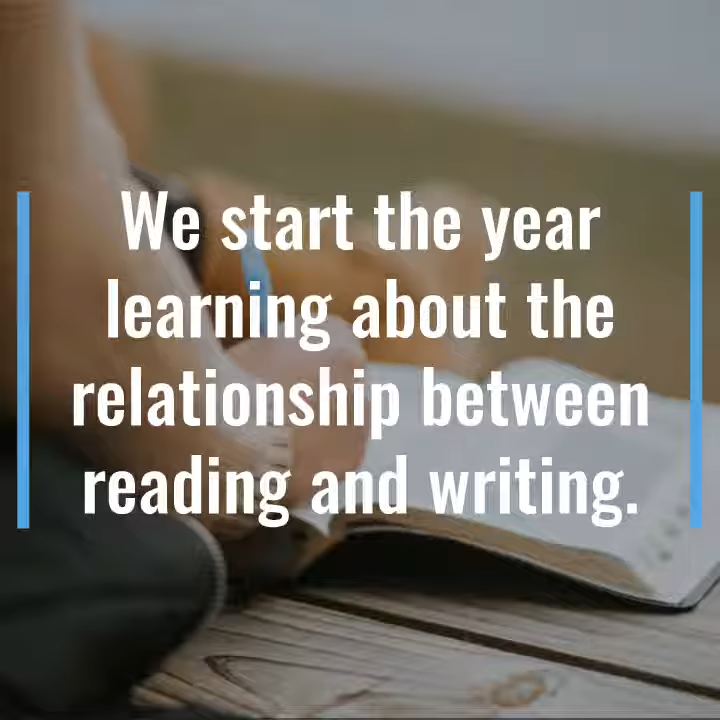 We start the year
learning about the
relationship between
reading and writing.